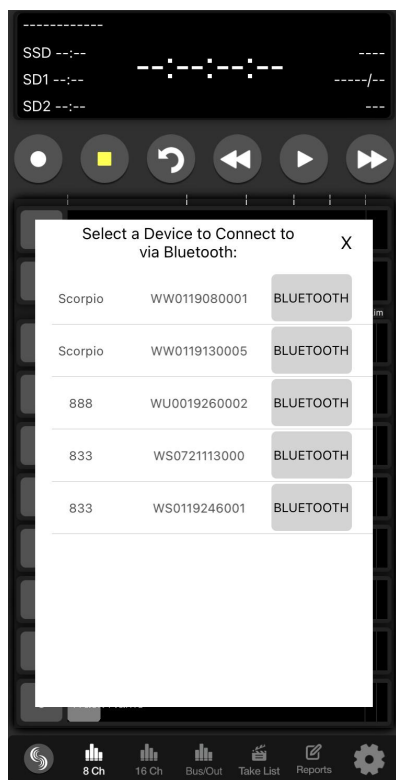 ------------
SSD --:--
--:--:--:--
----
SD1 --:--
-----/--
SD2 --:--
---
Select a Device to Connect to
via Bluetooth:
X
Scorpio WW0119080001 BLUETOOTH
Scorpio WW0119130005 BLUETOOTH
888 WU0019260002 BLUETOOTH
833 WS0721113000 BLUETOOTH
833 WS0119246001 BLUETOOTH
8 Ch 16 Ch Bus/Out Take List Reports